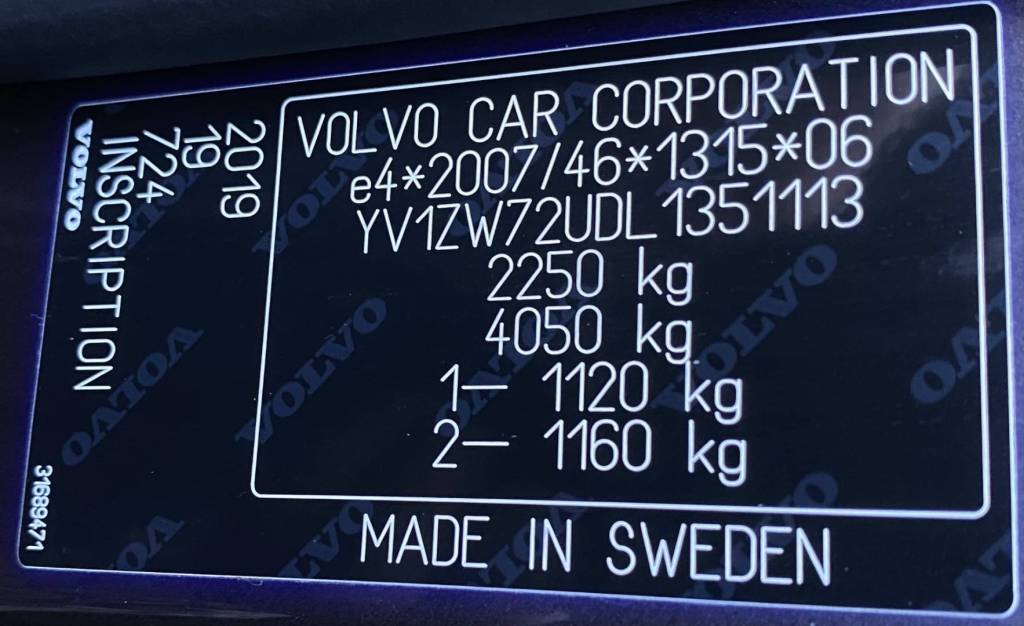 VOLVO CAR CORPORATION
e4*2007/46*1315*06
YV1ZW72UDL1351113
2250 kg
4050 kg
1— 1120 kg
2— 1160 kg
MADE IN SWEDEN
2019
19
724
INSCRIPTION
VOLVO
31689471